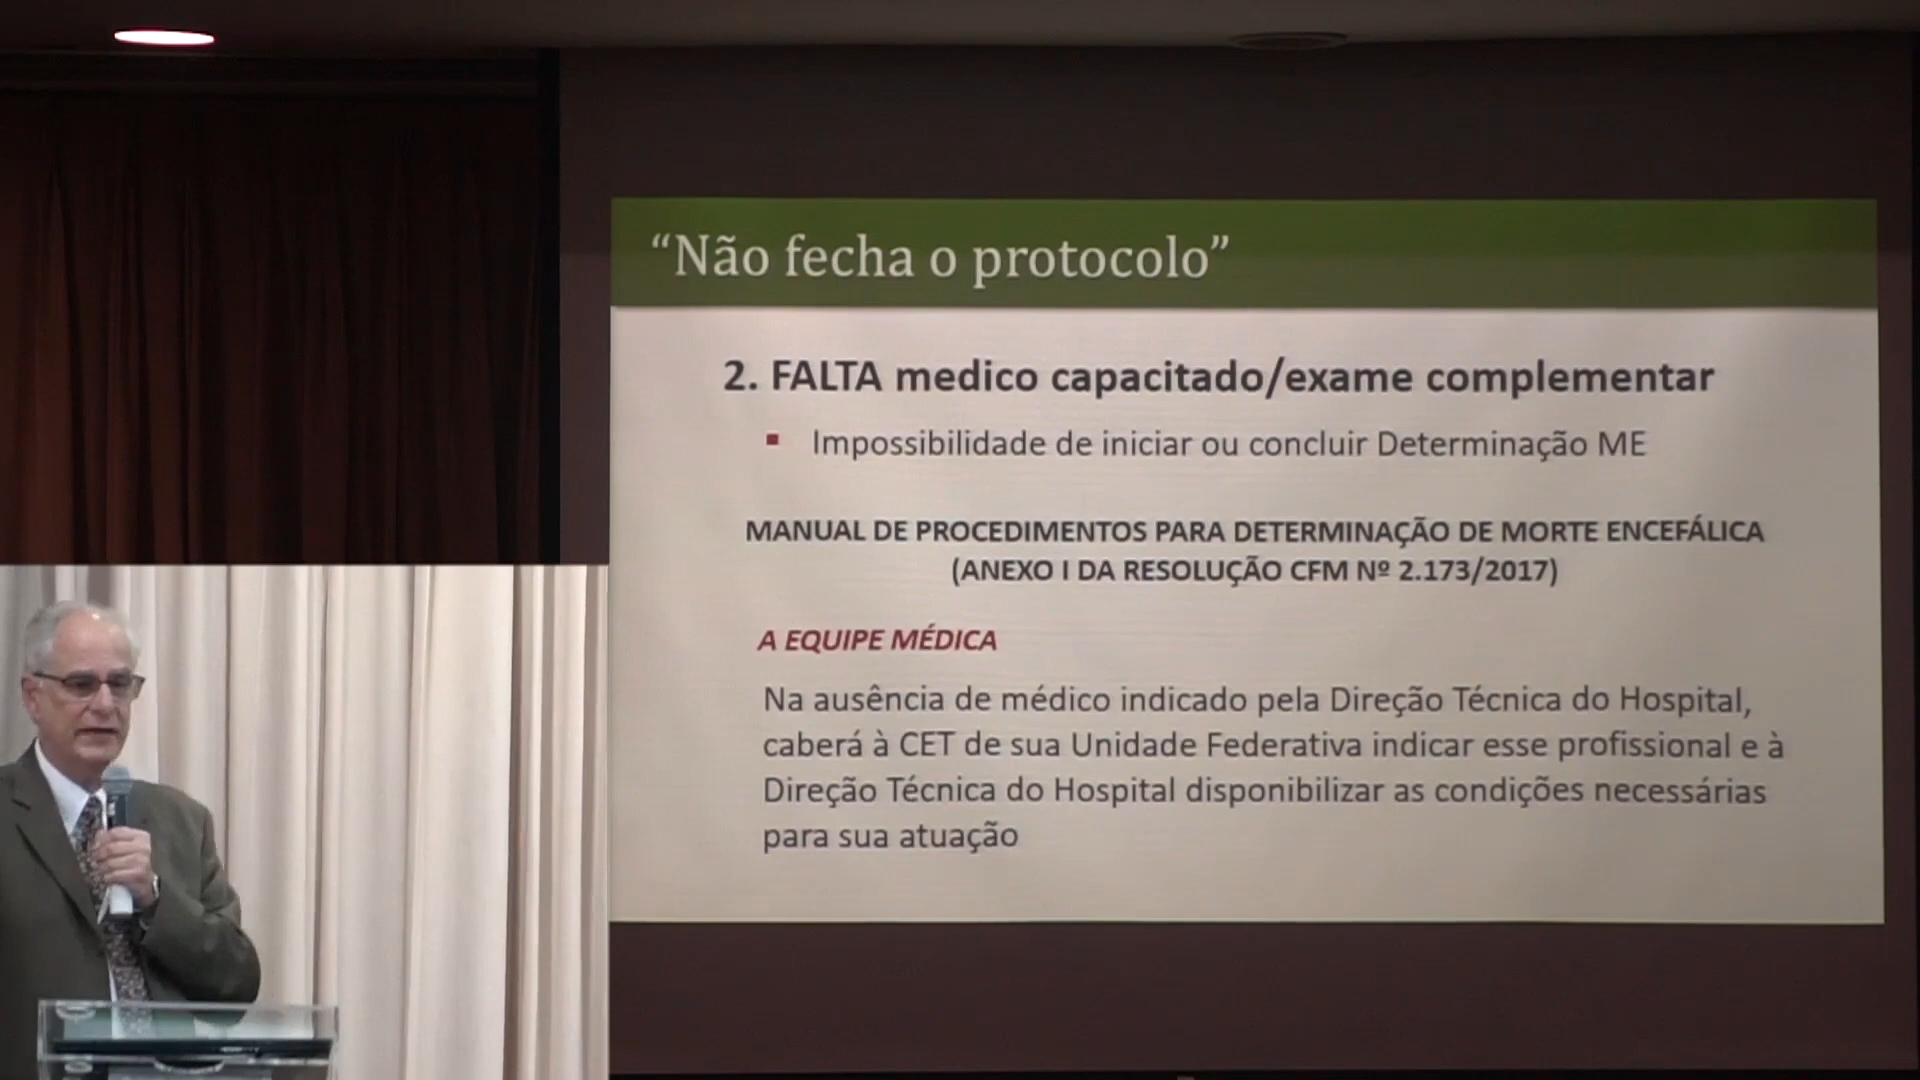 “Não fecha o protocolo”
2. FALTA medico capacitado/exame complementar
Impossibilidade de iniciar ou concluir Determinação ME
MANUAL DE PROCEDIMENTOS PARA DETERMINAÇÃO DE MORTE ENCEFÁLICA
(ANEXO I DA RESOLUÇÃO CFM Nº 2.173/2017)
A EQUIPE MÉDICA
Na ausência de médico indicado pela Direção Técnica do Hospital,
caberá à CET de sua Unidade Federativa indicar esse profissional e à
Direção Técnica do Hospital disponibilizar as condições necessárias
para sua atuação